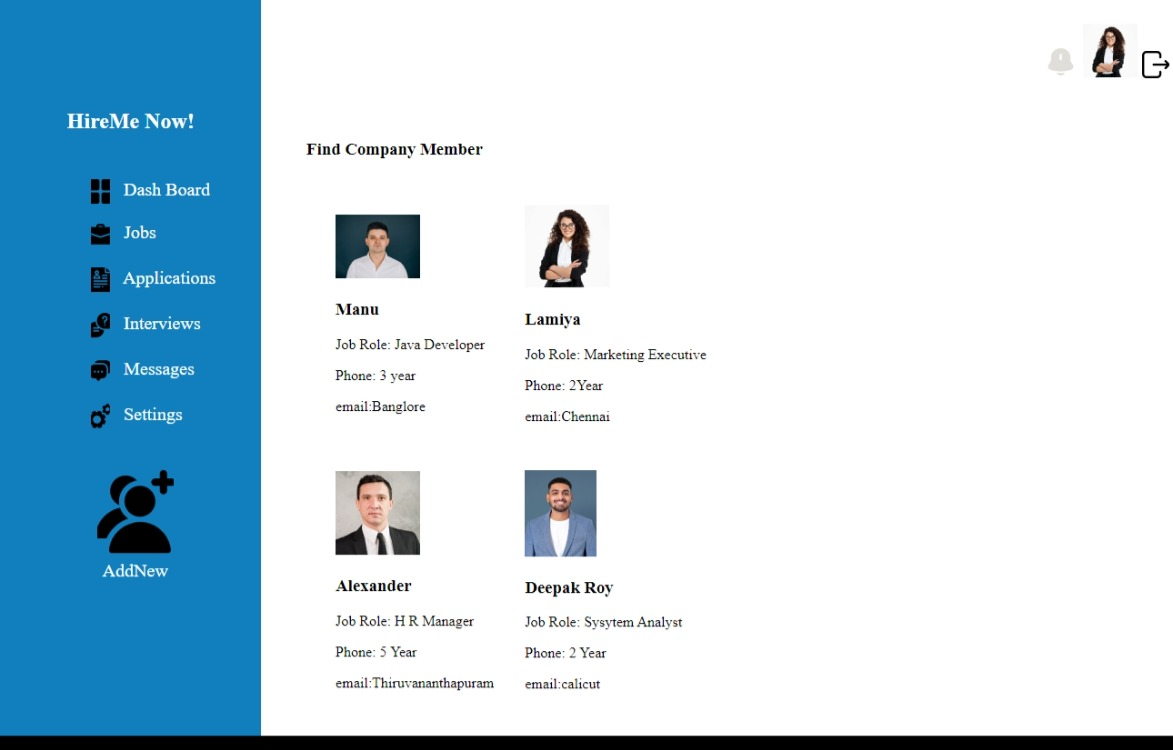 HireMe Now!
Dash Board
Jobs
Applications
Interviews
Messages
Settings
AddNew
Find Company Member
Manu
Job Role: Java Developer
Phone: 3 year
email:Banglore
Lamiya
Job Role: Marketing Executive
Phone: 2Year
email:Chennai
Alexander
Job Role: H R Manager
Phone: 5 Year
email:Thiruvananthapuram
Deepak Roy
Job Role: Sysytem Analyst
Phone: 2 Year
email:calicut